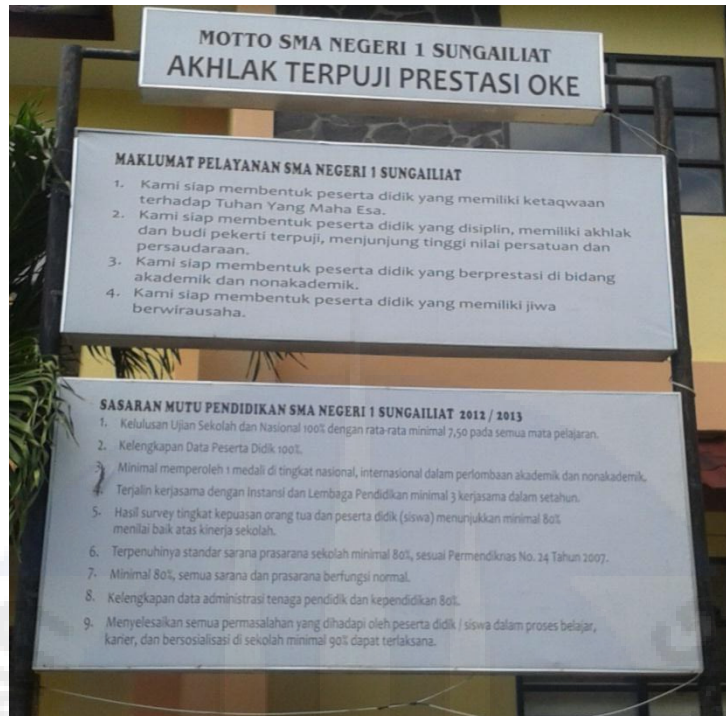 MOTTO SMA NEGERI 1 SUNGAILIAT
AKHLAK TERPUJI PRESTASI OKE
MAKLUMAT PELAYANAN SMA NEGERI 1 SUNGAILIAT
1. Kami siap membentuk peserta didik yang memiliki ketaqwaan
terhadap Tuhan Yang Maha Esa.
2. Kami siap membentuk peserta didik yang disiplin, memiliki akhlak
dan budi pekerti terpuji, menjunjung tinggi nilai persatuan dan
persaudaraan.
3. Kami siap membentuk peserta didik yang berprestasi di bidang
akademik dan nonakademik.
4. Kami siap membentuk peserta didik yang memiliki jiwa
berwirausaha.
SASARAN MUTU PENDIDIKAN SMA NEGERI 1 SUNGAILIAT 2012 / 2013
1. Kelulusan Ujian Sekolah dan Nasional 100% dengan rata-rata minimal 7,50 pada semua mata pelajaran.
2. Kelengkapan Data Peserta Didik 100%.
3. Minimal memperoleh 1 medali di tingkat nasional, internasional dalam perlombaan akademik dan nonakademik.
4. Terjalin kerjasama dengan Instansi dan Lembaga Pendidikan minimal 3 kerjasama dalam setahun.
5. Hasil survey tingkat kepuasan orang tua dan peserta didik (siswa) menunjukkan minimal 80%
menilai baik atas kinerja sekolah.
6. Terpenuhinya standar sarana prasarana sekolah minimal 80%, sesuai Permendiknas No. 24 Tahun 2007.
7. Minimal 80%, semua sarana dan prasarana berfungsi normal.
8. Kelengkapan data administrasi tenaga pendidik dan kependidikan 80%.
9. Menyelesaikan semua permasalahan yang dihadapi oleh peserta didik / siswa dalam proses belajar,
karier, dan bersosialisasi di sekolah minimal 90% dapat terlaksana.